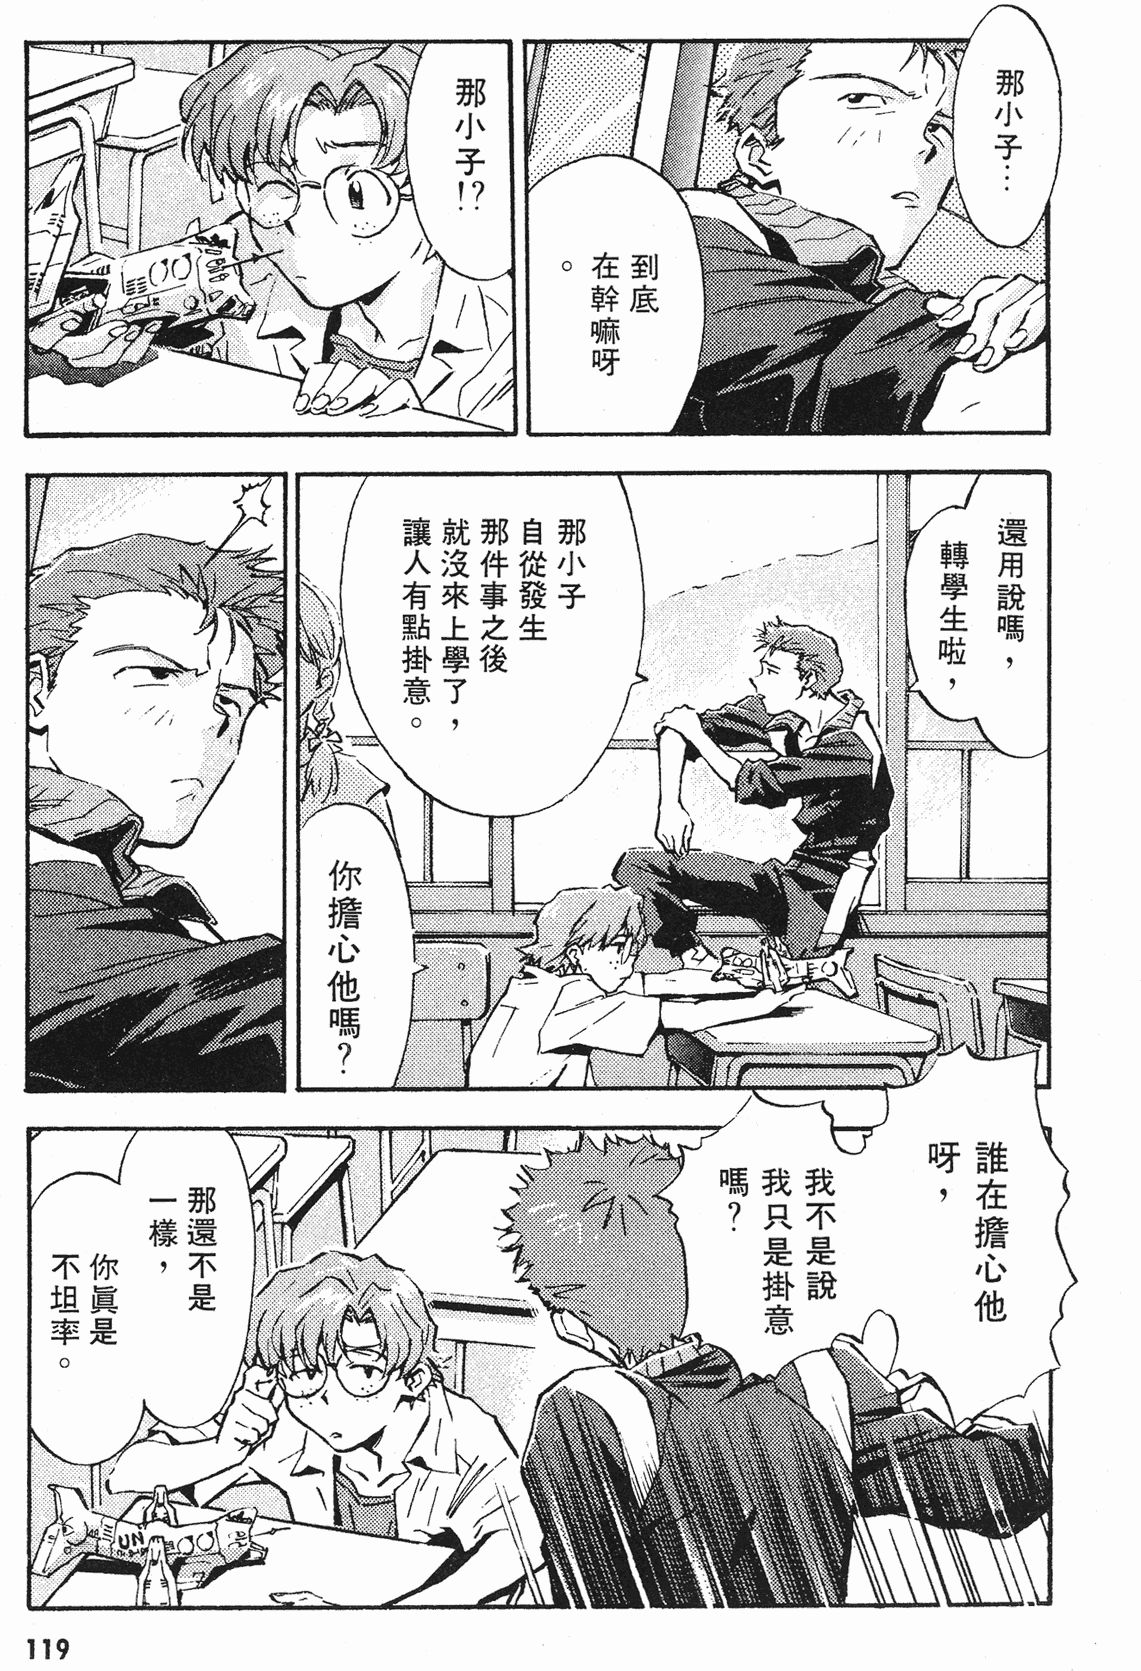 那小子…
到底
在幹嘛呀
。
那小子!?
還用說嗎，
轉學生啦，
那小子
自從發生
那件事之後
就沒來上學了，
讓人有點掛意。
你擔心他嗎？
誰在擔心他
呀，
我不是說
我只是掛意
嗎？
那還不是
一樣，
你真是
不坦率。
UN
119